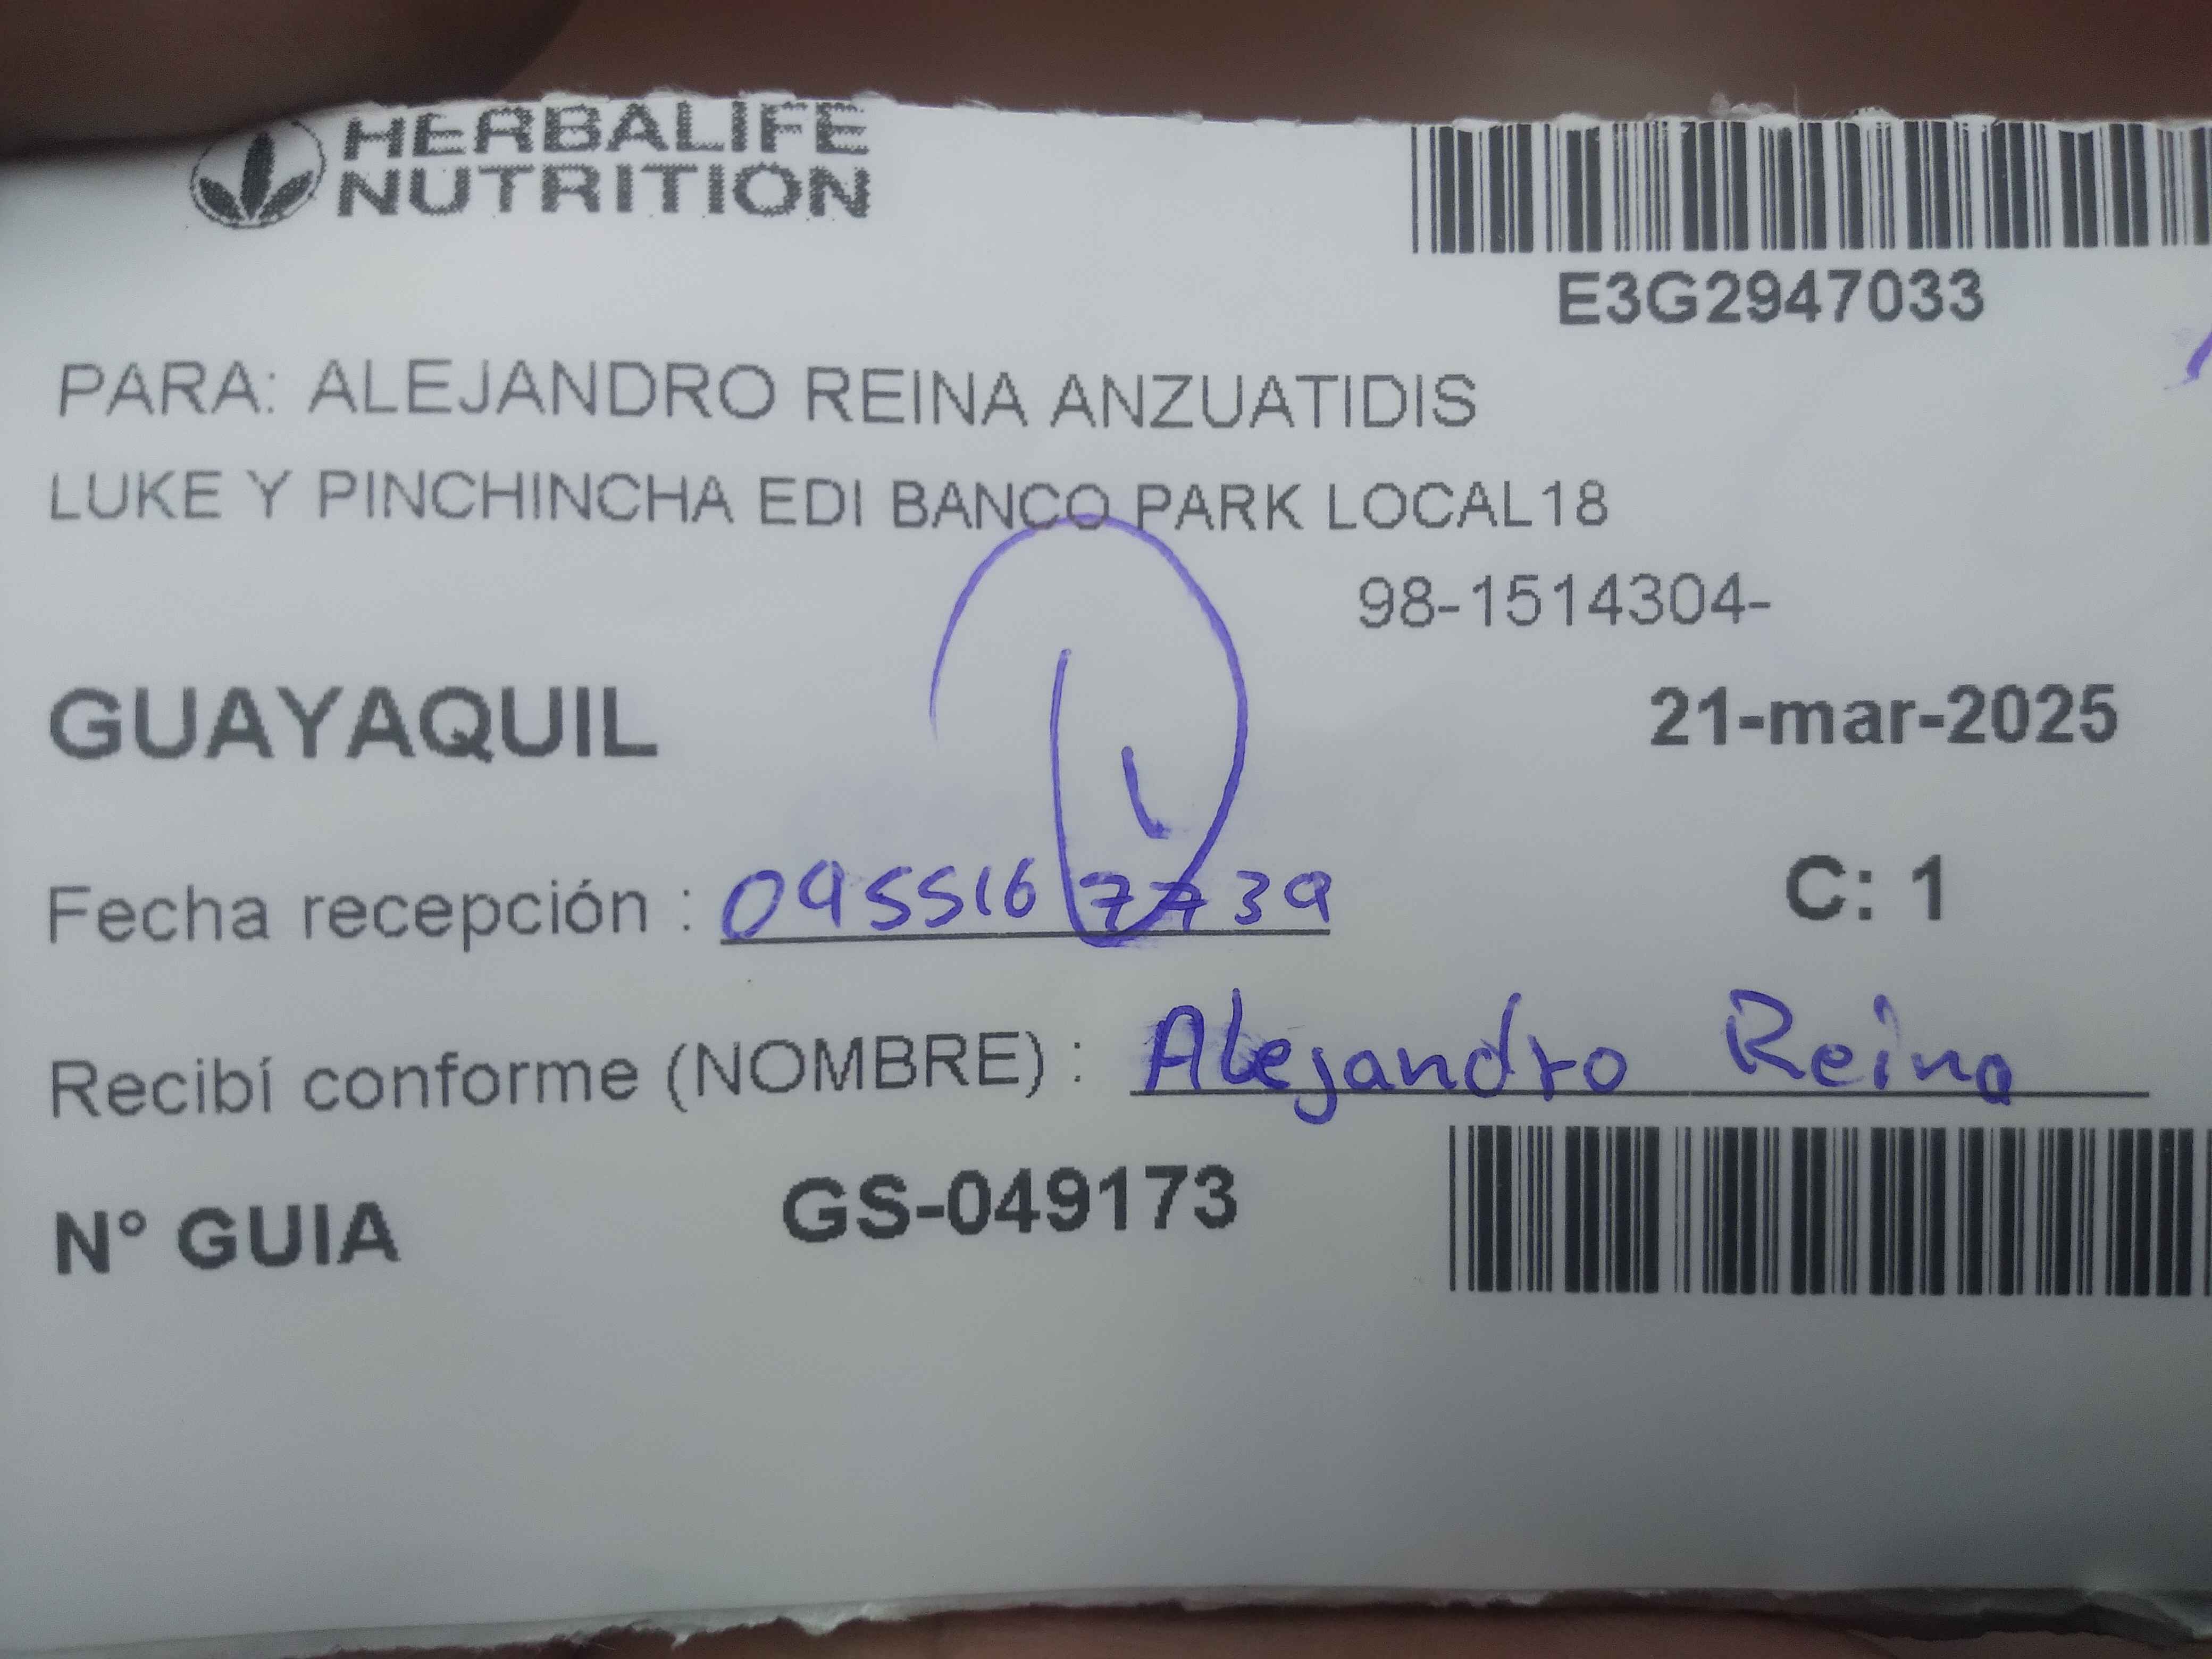 HERBALIFE
NUTRITION
E3G2947033
PARA: ALEJANDRO REINA ANZUATIDIS
LUKE Y PINCHINCHA EDI BANCO PARK LOCAL18
98-1514304-
GUAYAQUIL
21-mar-2025
Fecha recepción : 0955167739
C: 1
Recibí conforme (NOMBRE) : Alejandro Reina
N° GUIA GS-049173